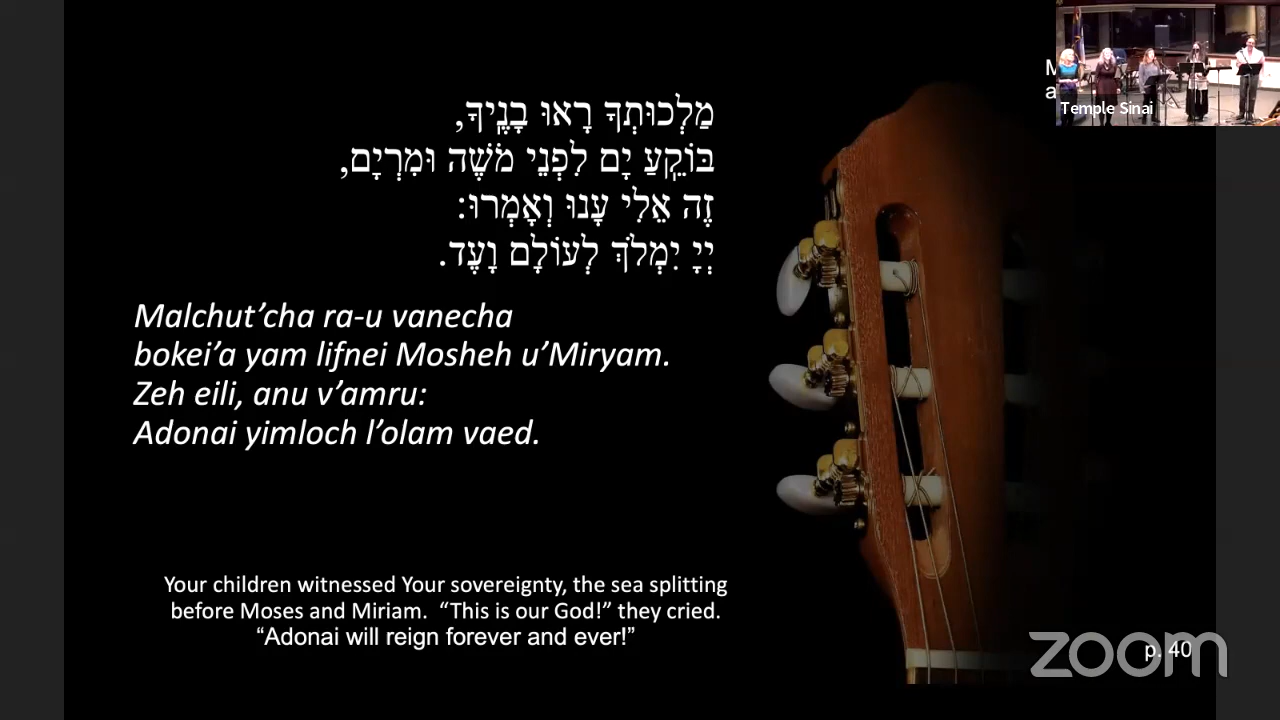 מַלְכוּתְךָ רָאוּ בָנֶֽיךָ,
בּוֹקֵֽעַ יָם לִפְנֵי מֹשֶׁה וּמִרְיָם,
זֶה אֵלִי עָנוּ וְאָמְרוּ:
יְיָ יִמְלֹךְ לְעוֹלָם וָעֶד.
Malchut’cha ra-u vanecha
bokei’a yam lifnei Mosheh u’Miryam.
Zeh eili, anu v’amru:
Adonai yimloch l’olam vaed.
Your children witnessed Your sovereignty, the sea splitting
before Moses and Miriam. “This is our God!” they cried.
“Adonai will reign forever and ever!”
Temple Sinai
p. 40
zoom